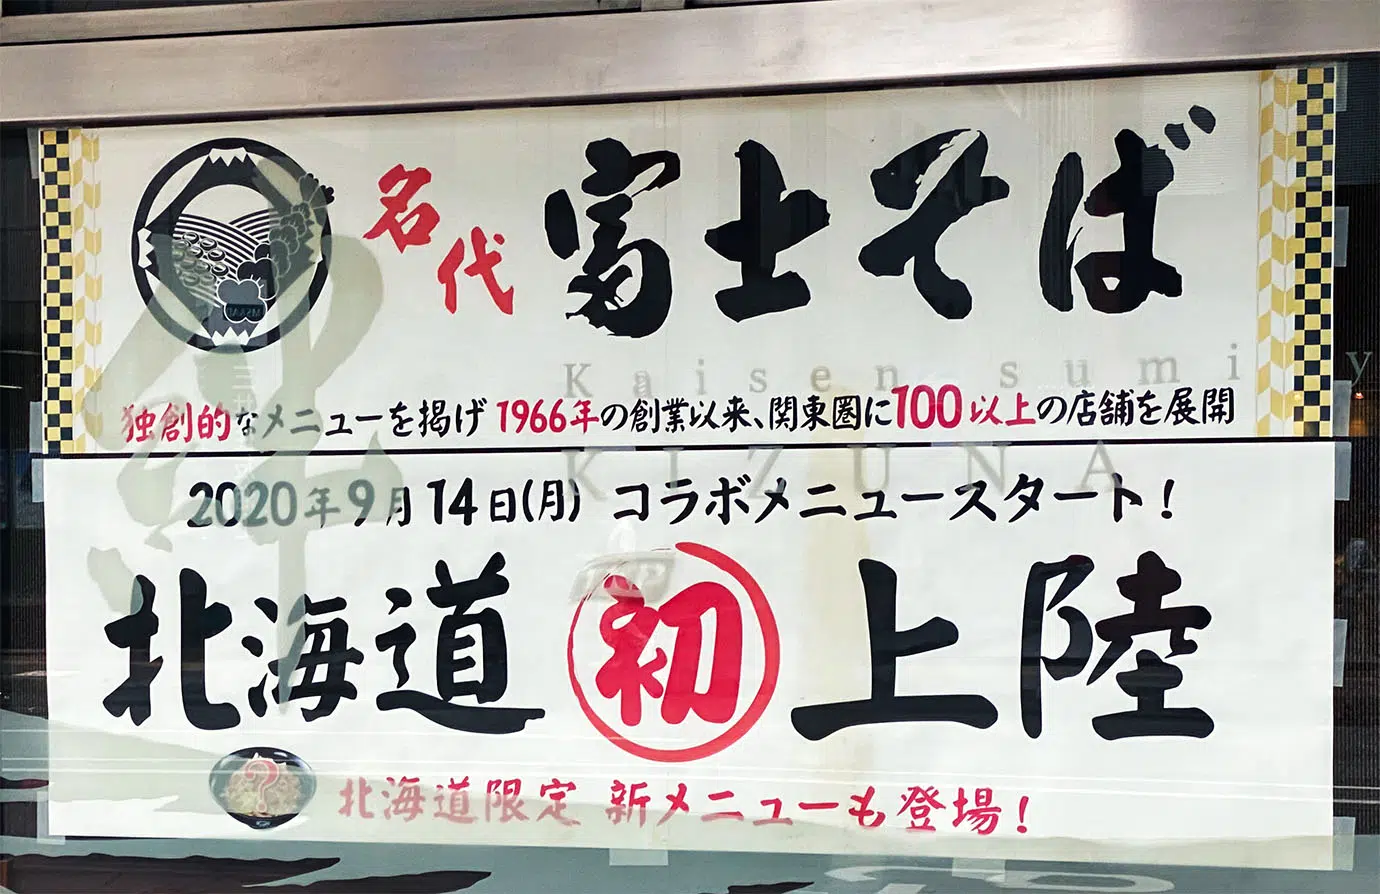 名代 富士そば
Kaisen sumi y
独創的なメニューを掲げ1966年の創業以来、関東圏に100以上の店舗を展開
KIZUNA
2020年9月14日(月) コラボメニュースタート!
北海道 初 上陸
?
北海道限定 新メニューも登場!